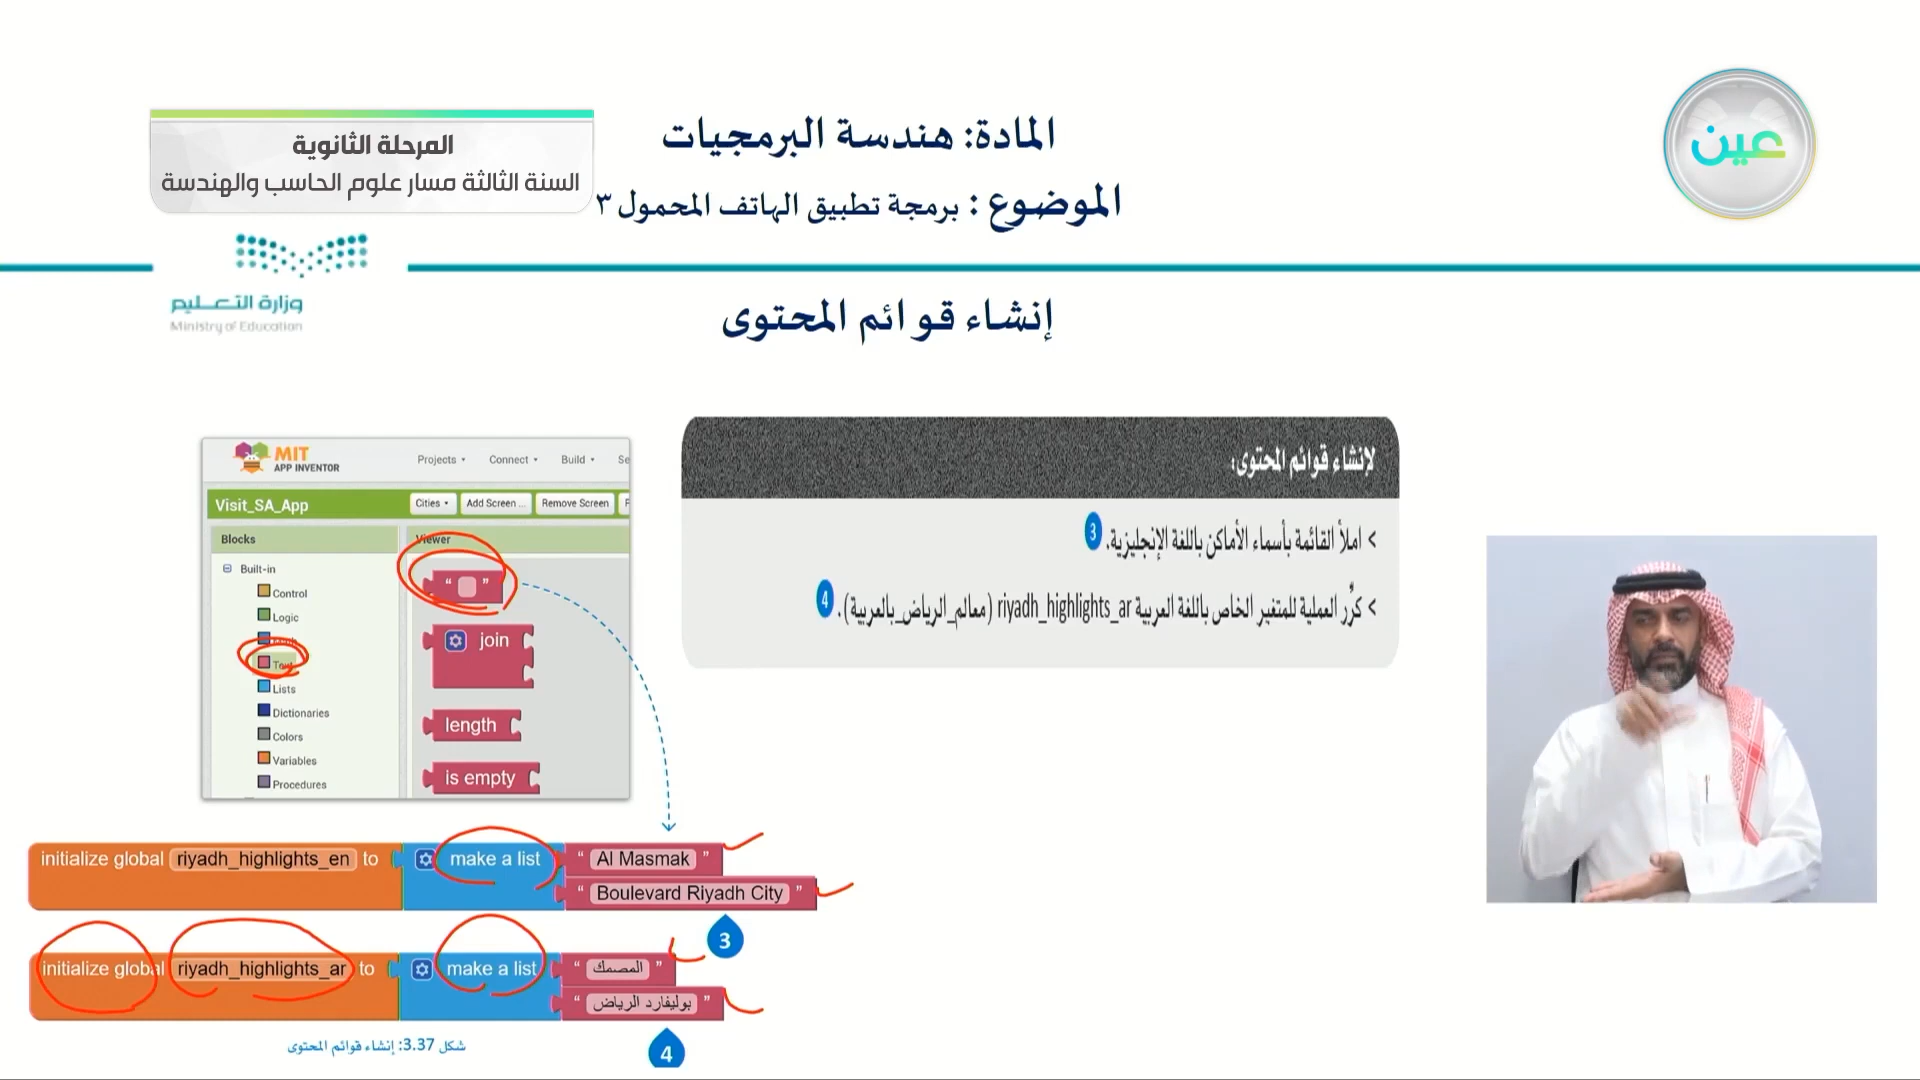 المادة: هندسة البرمجيات
الموضوع : برمجة تطبيق الهاتف المحمول ٣
المرحلة الثانوية
السنة الثالثة مسار علوم الحاسب والهندسة
عين
وزارة التعـليم
Ministry of Education
إنشاء قوائم المحتوى
لإنشاء قوائم المحتوى:
> املأ القائمة بأسماء الأماكن باللغة الإنجليزية. 3
> كرِّر العملية للمتغير الخاص باللغة العربية riyadh_highlights_ar (معالم_الرياض_بالعربية). 4
MIT
APP INVENTOR
Projects Connect Build Se
Visit_SA_App
Cities Add Screen ... Remove Screen
Blocks
Viewer
Built-in
Control
Logic
Lists
Dictionaries
Colors
Variables
Procedures
“ ”
join
length
is empty
initialize global riyadh_highlights_en to make a list “ Al Masmak ”
“ Boulevard Riyadh City ”
3
initialize global riyadh_highlights_ar to make a list “ المصمك ”
“ بوليفارد الرياض ”
4
شكل 3.37: إنشاء قوائم المحتوى